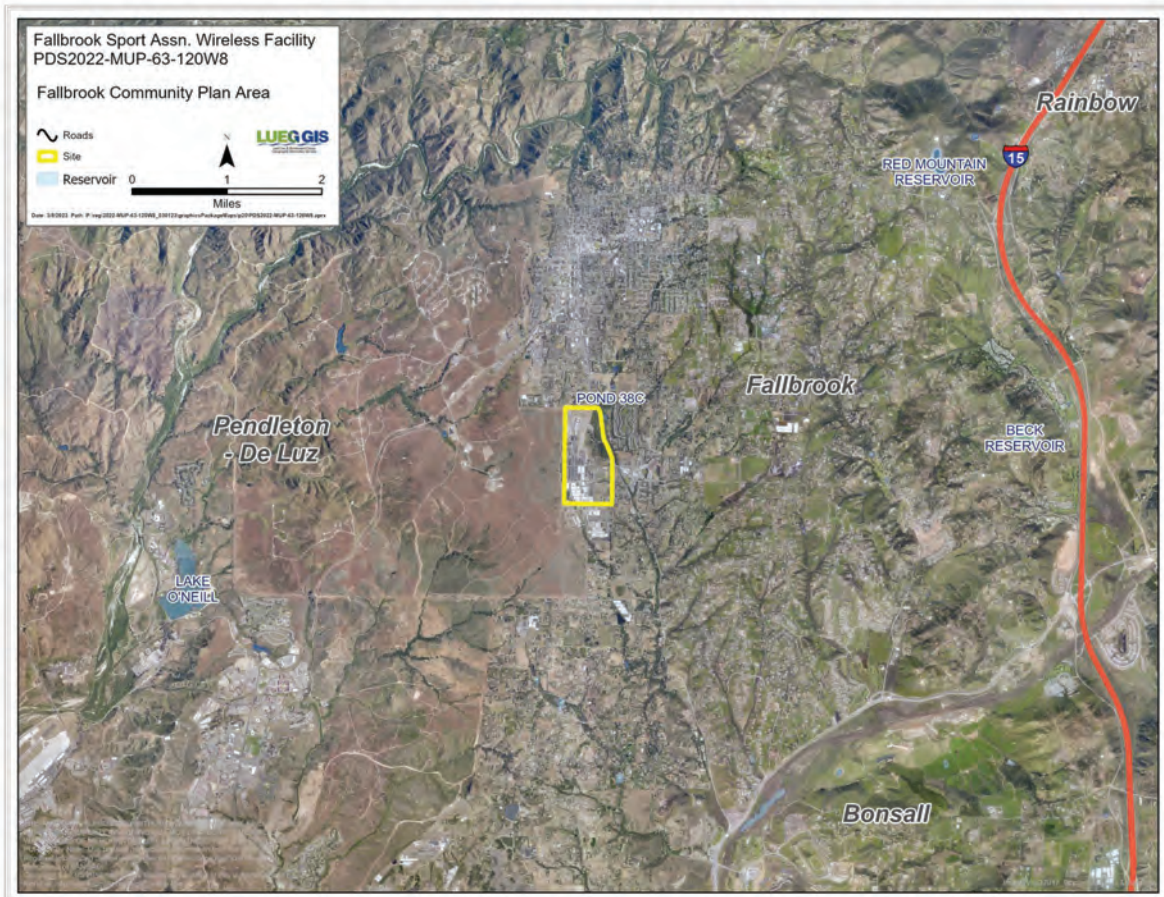 Fallbrook Sport Assn. Wireless Facility
PDS2022-MUP-63-120W8
Fallbrook Community Plan Area
Roads
Site
Reservoir
N
LUEG GIS
0 1 2
Miles
Rainbow
15
RED MOUNTAIN
RESERVOIR
Fallbrook
POND 38C
Pendleton
- De Luz
BECK
RESERVOIR
LAKE
O'NEILL
Bonsall